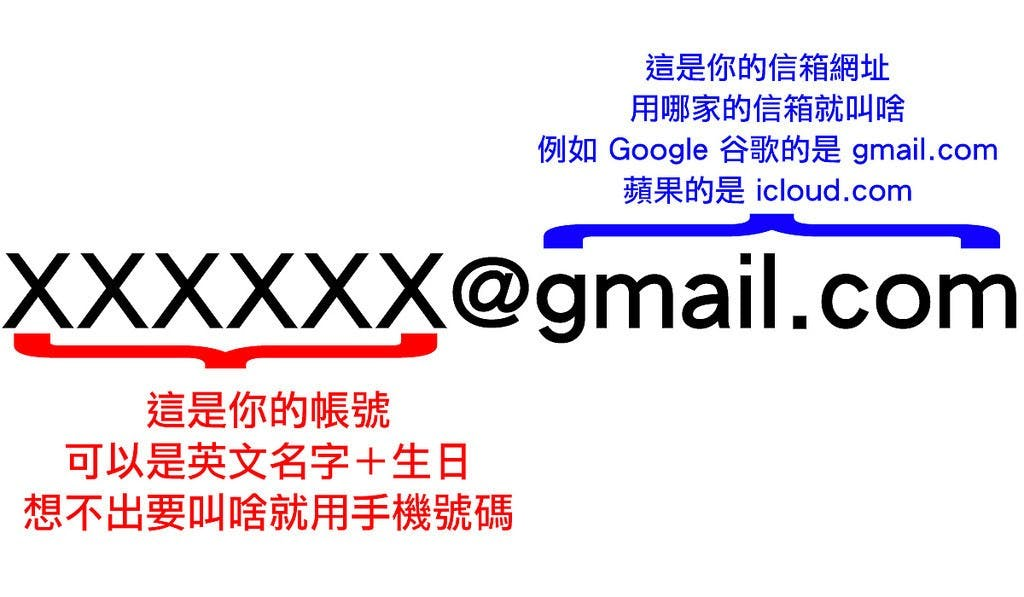 這是你的信箱網址
用哪家的信箱就叫啥
例如 Google 谷歌的是 gmail.com
蘋果的是 icloud.com
XXXXXX@gmail.com
這是你的帳號
可以是英文名字＋生日
想不出要叫啥就用手機號碼